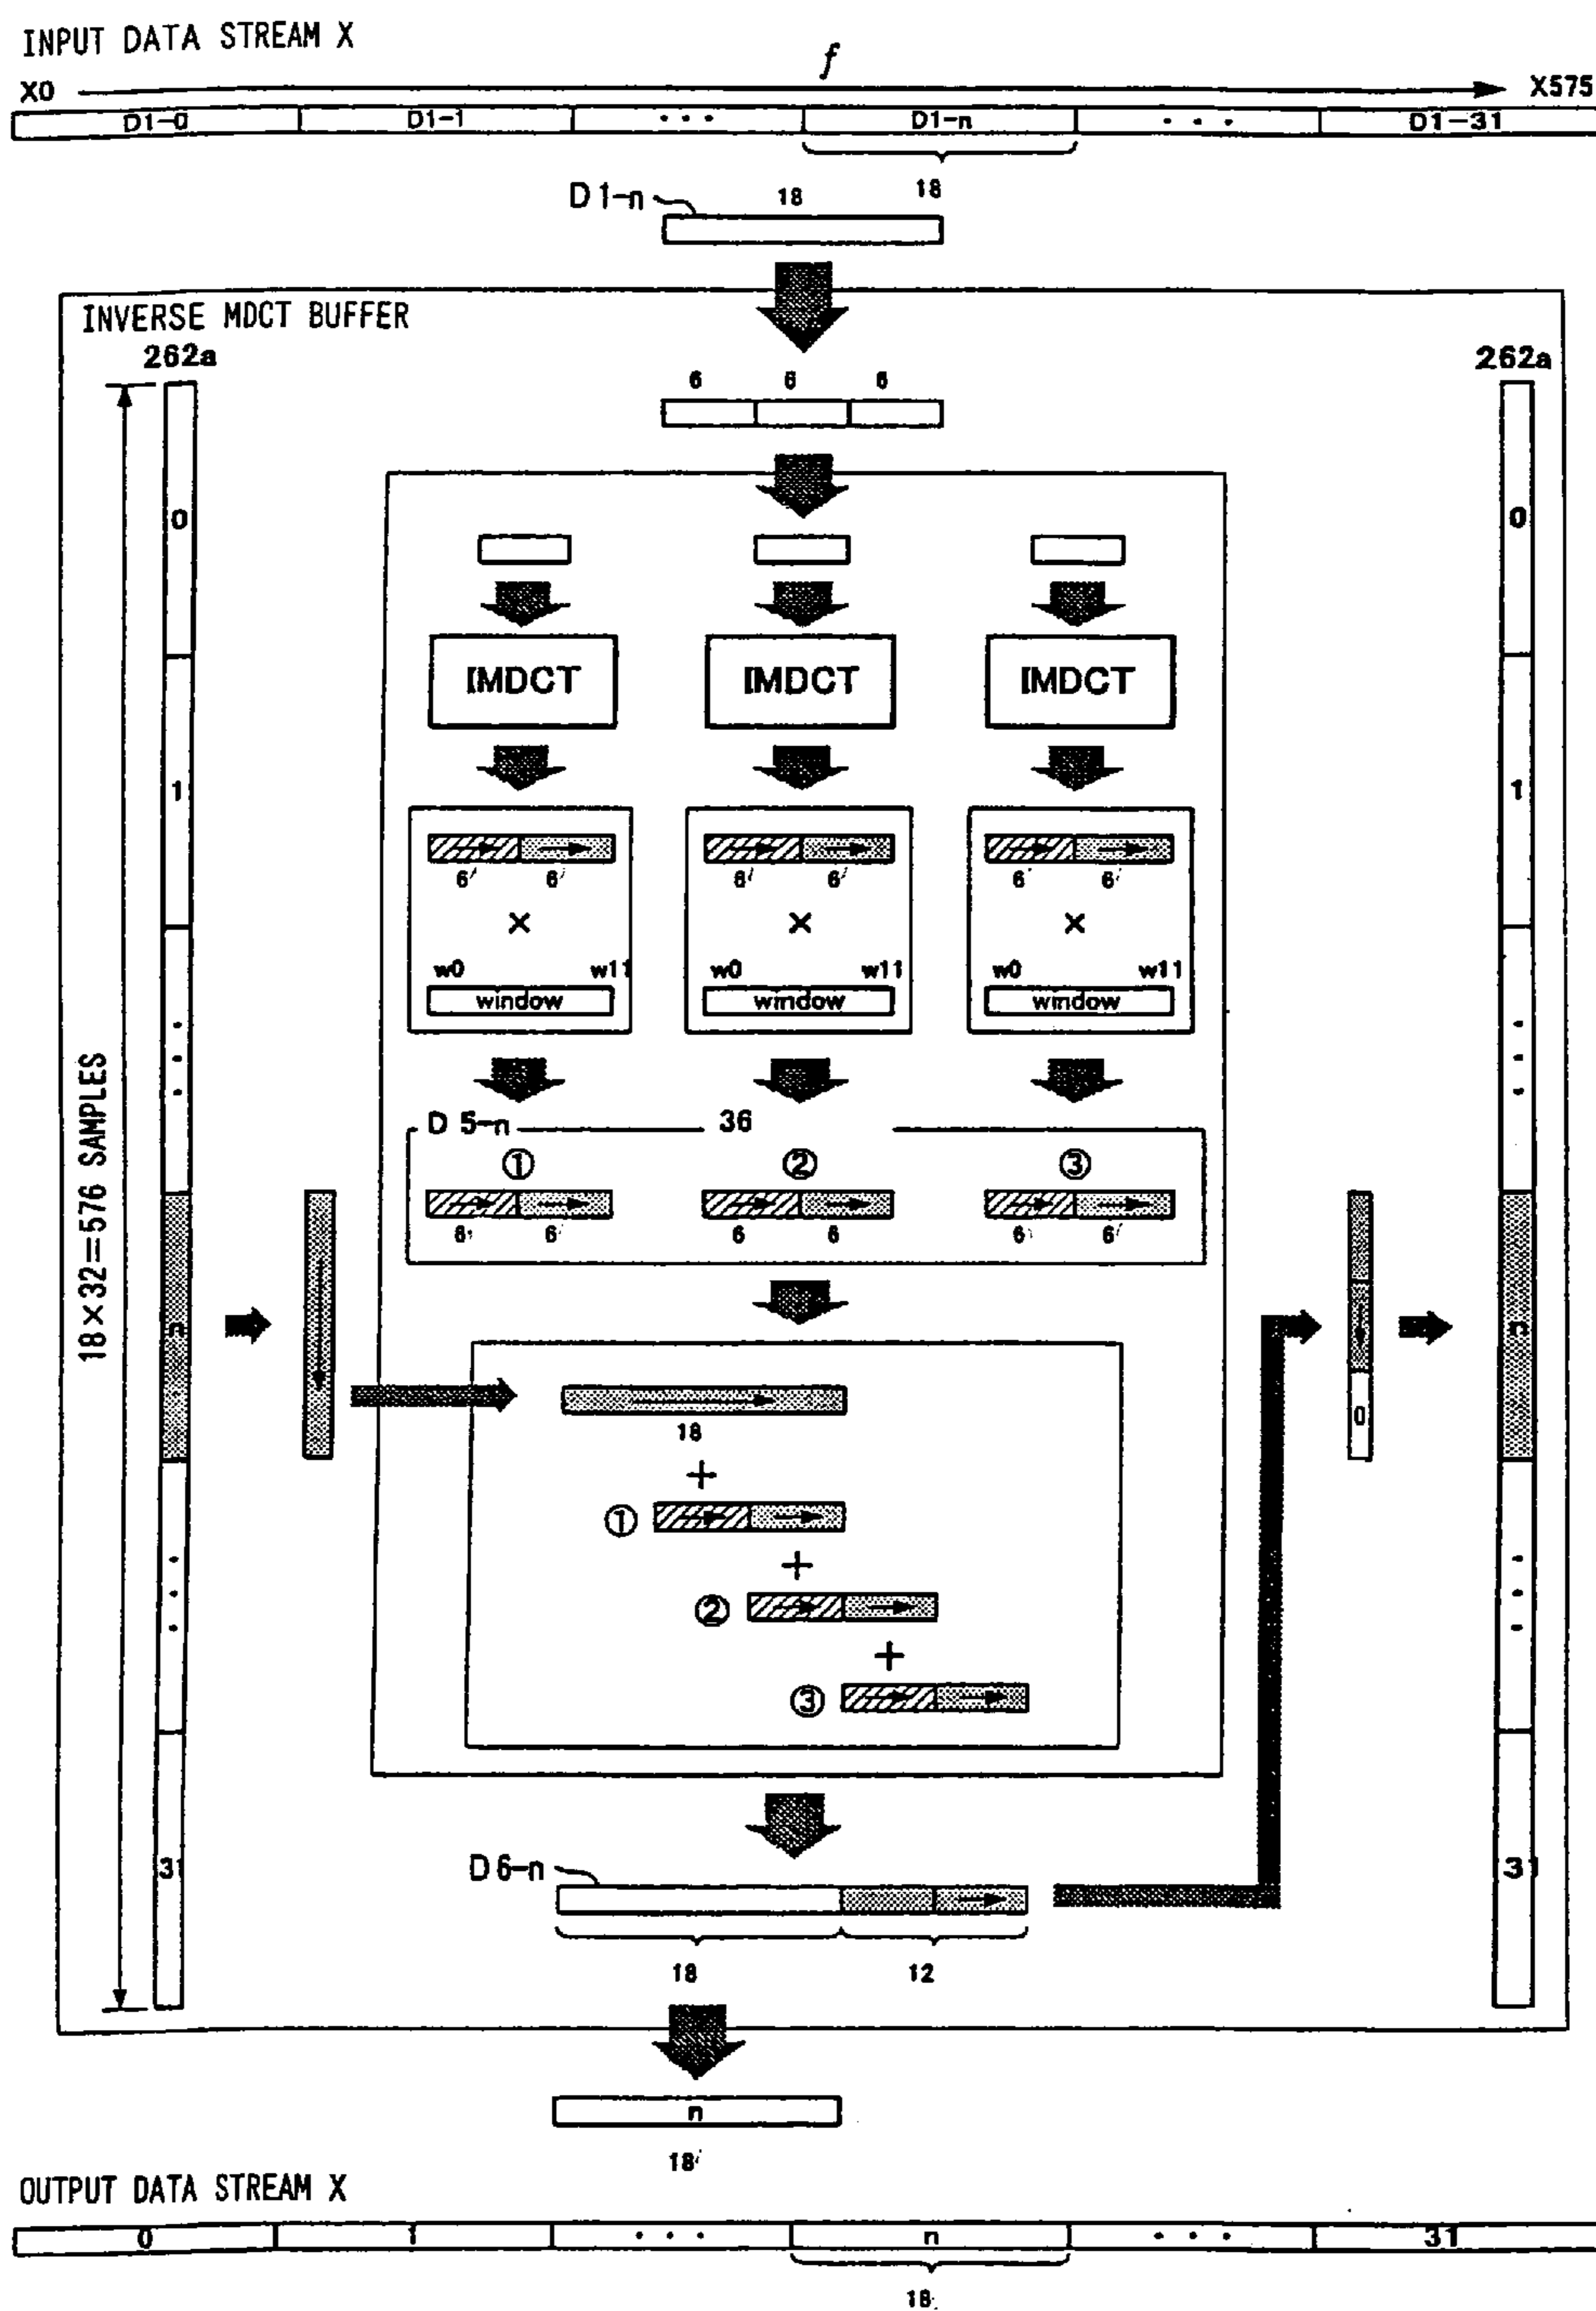 INPUT DATA STREAM X
f
X0 X575
D1-0 D1-1 ··· D1-n ··· D1-31
18
D 1-n 18
INVERSE MDCT BUFFER
262a 262a
6 6 6
0 0
IMDCT IMDCT IMDCT
1 1
6 6 6 6 6 6
× × ×
w0 w11 w0 w11 w0 w11
window window window
18×32=576 SAMPLES
D 5-n 36
① ② ③
6 6 6 6 6 6
n n
0
18
+
①
+
②
+
③
31 31
D 6-n
18 12
n
18
OUTPUT DATA STREAM X
0 1 ··· n ··· 31
18